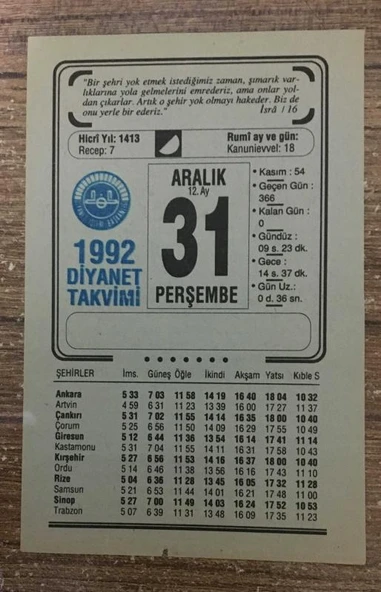 "Bir şehri yok etmek istediğimiz zaman, şımarık var-
lıklarına yola gelmelerini emrederiz, ama onlar yol-
dan çıkarlar. Artık o şehir yok olmayı hakeder. Biz de
onu yerle bir ederiz."
İsrâ / 16
Hicrî Yıl: 1413
Recep: 7
Rumî ay ve gün:
Kanunievvel: 18
1992
DİYANET
TAKVİMİ
ARALIK
12. Ay
31
PERŞEMBE
• Kasım : 54
• Geçen Gün :
366
• Kalan Gün :
0
• Gündüz :
09 s. 23 dk.
• Gece :
14 s. 37 dk.
• Gün Uz.:
0 d. 36 sn.
ŞEHİRLER İms. Güneş Öğle İkindi Akşam Yatsı Kıble S
Ankara 5 33 7 03 11 58 14 19 16 40 18 04 10 32
Artvin 4 59 6 31 11 23 13 39 16 00 17 27 11 37
Çankırı 5 31 7 02 11 55 14 14 16 35 18 00 10 40
Çorum 5 25 6 56 11 50 14 09 16 29 17 55 10 49
Giresun 5 12 6 44 11 36 13 54 16 14 17 41 11 14
Kastamonu 5 31 7 04 11 55 14 11 16 31 17 58 10 43
Kırşehir 5 27 6 56 11 53 14 16 16 37 18 00 10 40
Ordu 5 14 6 46 11 38 13 56 16 16 17 43 11 10
Rize 5 04 6 36 11 28 13 45 16 05 17 32 11 28
Samsun 5 21 6 53 11 44 14 01 16 21 17 48 11 00
Sinop 5 27 7 00 11 49 14 03 16 24 17 52 10 53
Trabzon 5 07 6 39 11 31 13 48 16 09 17 35 11 23